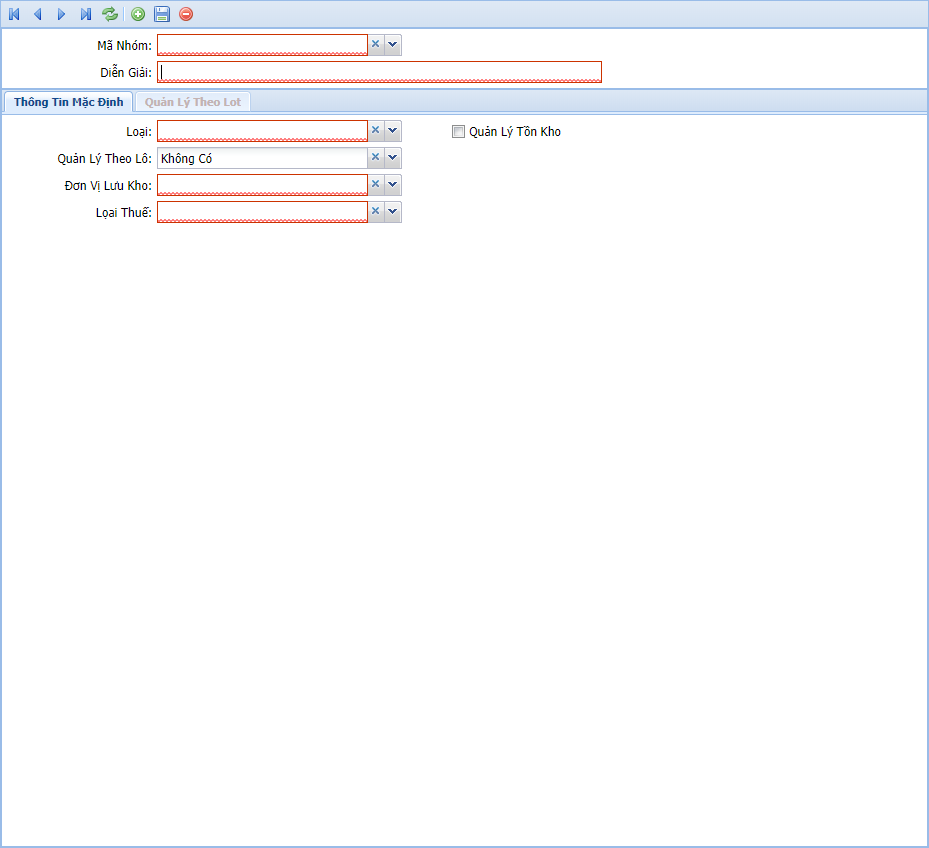 Mã Nhóm:
Diễn Giải:
Thông Tin Mặc Định Quản Lý Theo Lot
Loại: Quản Lý Tồn Kho
Quản Lý Theo Lô: Không Có
Đơn Vị Lưu Kho:
Lọai Thuế: